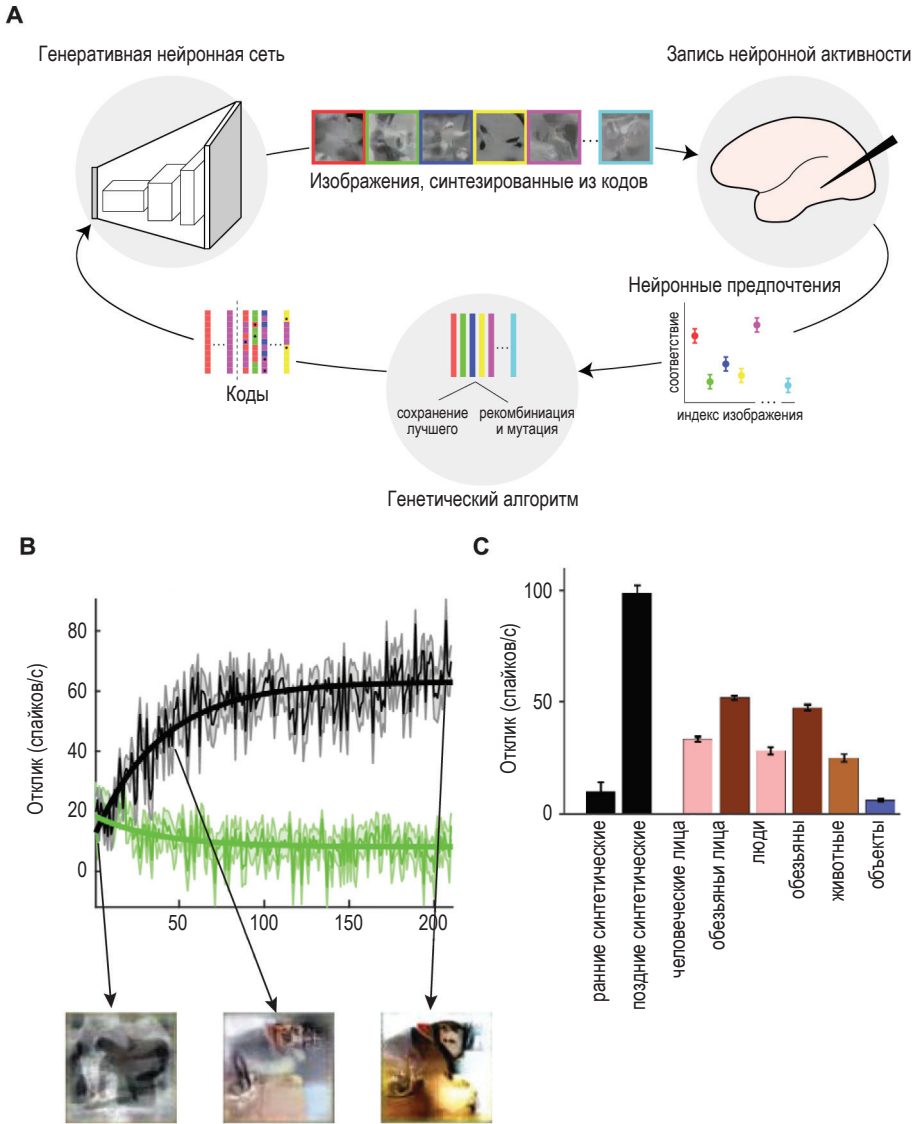 A
Генеративная нейронная сеть
Запись нейронной активности
Изображения, синтезированные из кодов
Нейронные предпочтения
соответствие
индекс изображения
Коды
сохранение
лучшего
рекомбиниация
и мутация
Генетический алгоритм
B
Отклик (спайков/с)
80
60
40
20
0
50
100
150
200
C
Отклик (спайков/с)
100
50
0
ранние синтетические
поздние синтетические
человеческие лица
обезьяньи лица
люди
обезьяны
животные
объекты